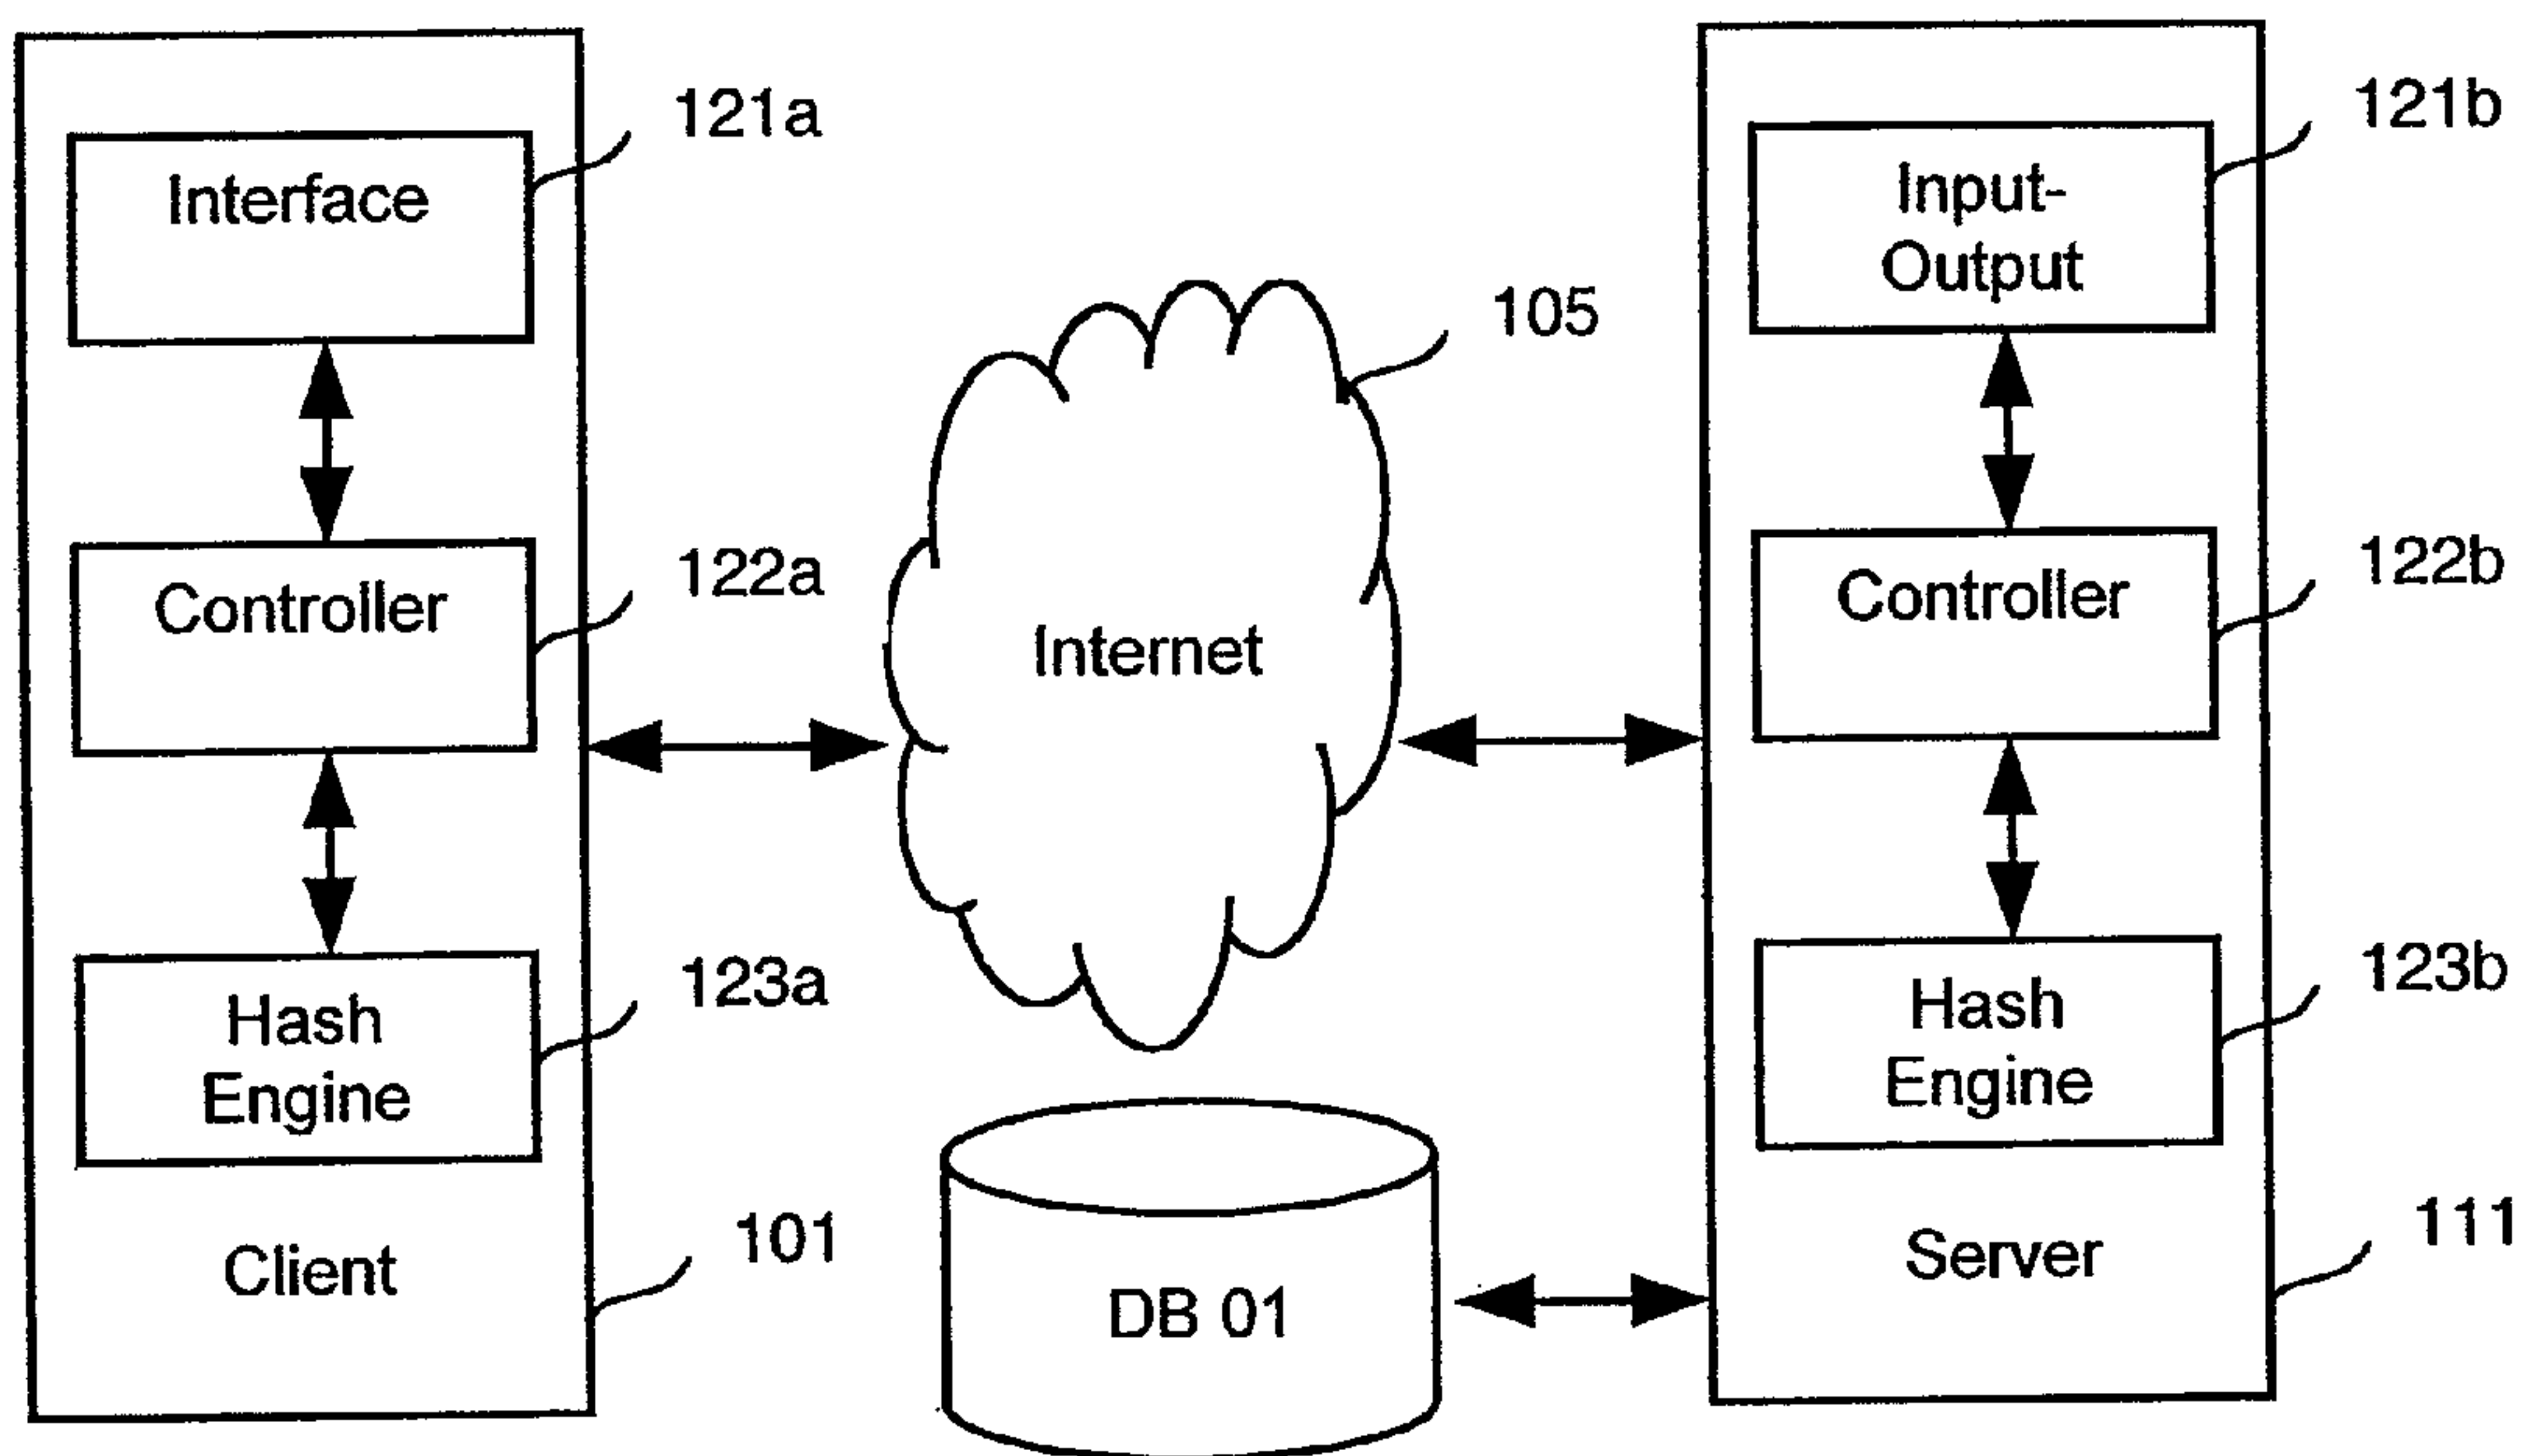 121a
Interface
122a
Controller
123a
Hash
Engine
101
Client
105
Internet
DB 01
121b
Input-
Output
122b
Controller
123b
Hash
Engine
111
Server